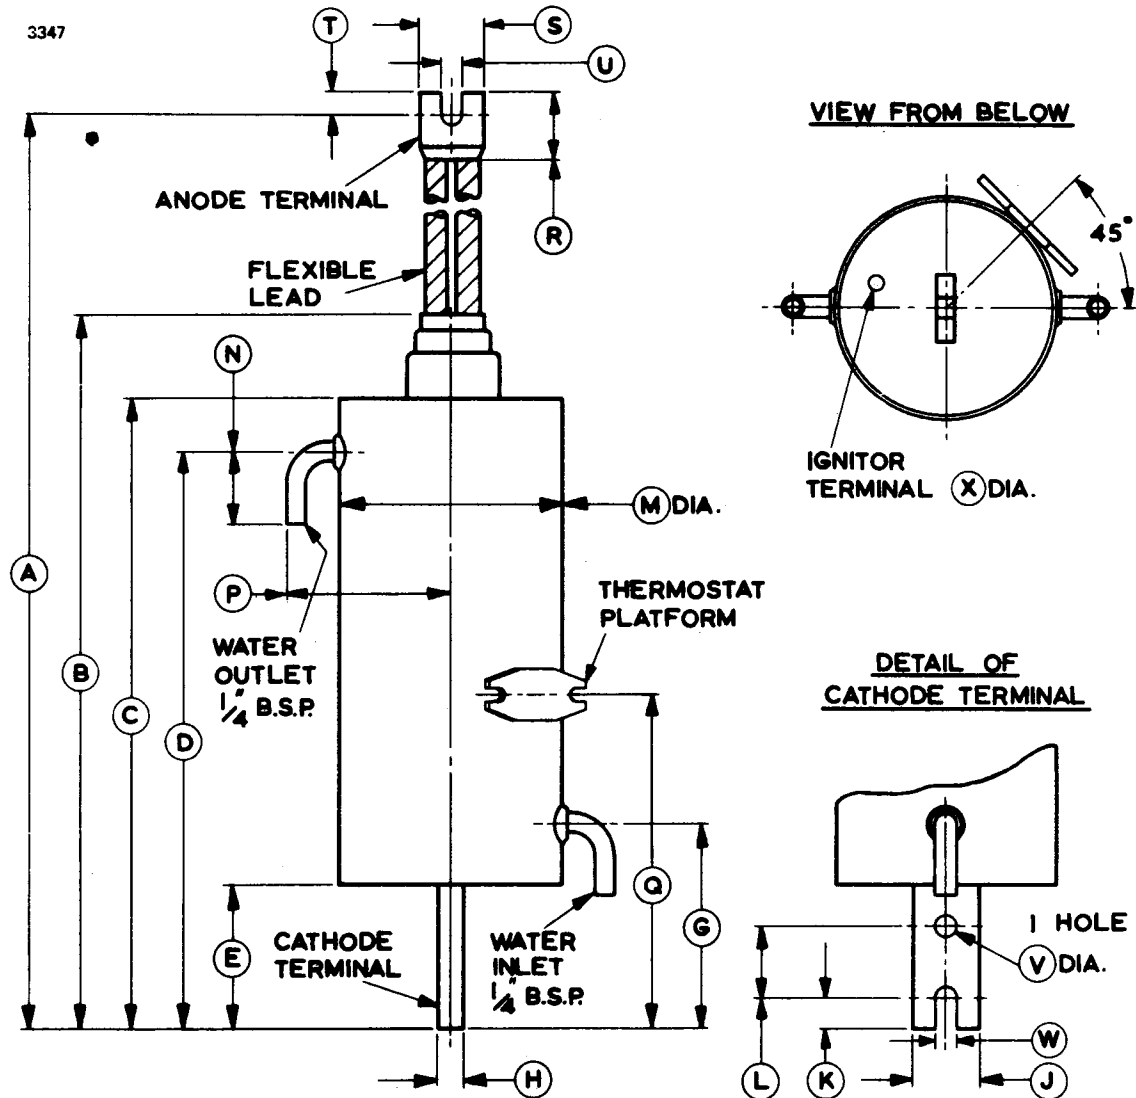 3347
T
S
U
VIEW FROM BELOW
ANODE TERMINAL
R
45°
FLEXIBLE
LEAD
N
IGNITOR
TERMINAL X DIA.
M DIA.
A
P
THERMOSTAT
PLATFORM
WATER
OUTLET
1/4" B.S.P.
B
C
D
DETAIL OF
CATHODE TERMINAL
Q
G
E
CATHODE
TERMINAL
WATER
INLET
1/4" B.S.P.
1 HOLE
V DIA.
W
H
L
K
J